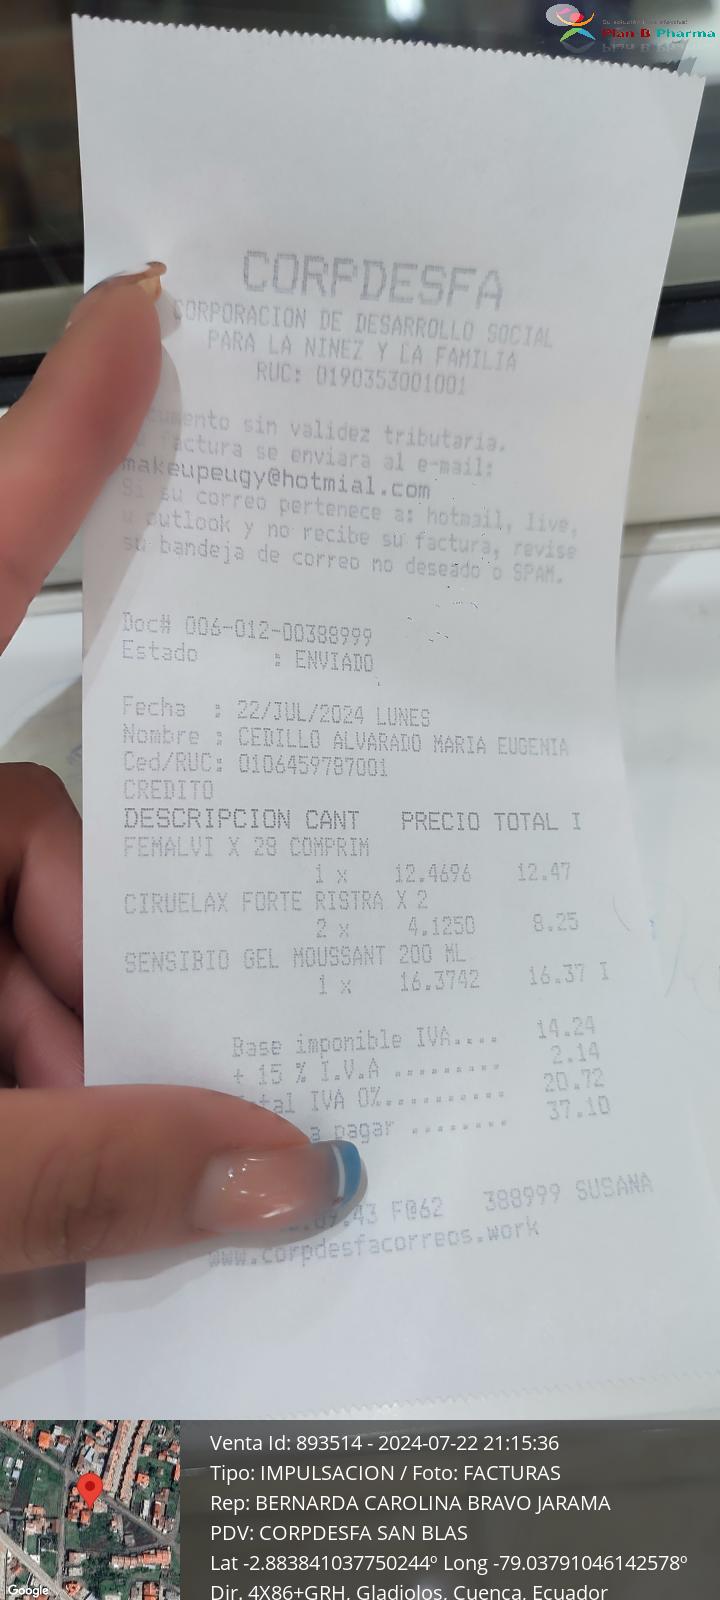 Plan B Pharma
CORPDESFA
CORPORACION DE DESARROLLO SOCIAL
PARA LA NINEZ Y LA FAMILIA
RUC: 0190353001001
sin validez tributaria.
factura se enviara al e-mail:
makeupeugy@hotmial.com
Si su correo pertenece a: hotmail, live,
u outlook y no recibe su factura, revise
su bandeja de correo no deseado o SPAM.
Doc# 006-012-00388999
Estado : ENVIADO
Fecha : 22/JUL/2024 LUNES
Nombre : CEDILLO ALVARADO MARIA EUGENIA
Ced/RUC: 0106459787001
CREDITO
DESCRIPCION CANT PRECIO TOTAL I
FEMALVI X 28 COMPRIM
1 x 12.4696 12.47
CIRUELAX FORTE RISTRA X 2
2 x 4.1250 8.25
SENSIBIO GEL MOUSSANT 200 ML
1 x 16.3742 16.37 I
Base imponible IVA.... 14.24
+ 15 % I.V.A ......... 2.14
IVA 0%.......... 20.72
a pagar ........ 37.10
43 F@62 388999 SUSANA
www.corpdesfacorreos.work
Google
Venta Id: 893514 - 2024-07-22 21:15:36
Tipo: IMPULSACION / Foto: FACTURAS
Rep: BERNARDA CAROLINA BRAVO JARAMA
PDV: CORPDESFA SAN BLAS
Lat -2.883841037750244º Long -79.03791046142578º
Dir. 4X86+GRH, Gladiolos, Cuenca, Ecuador